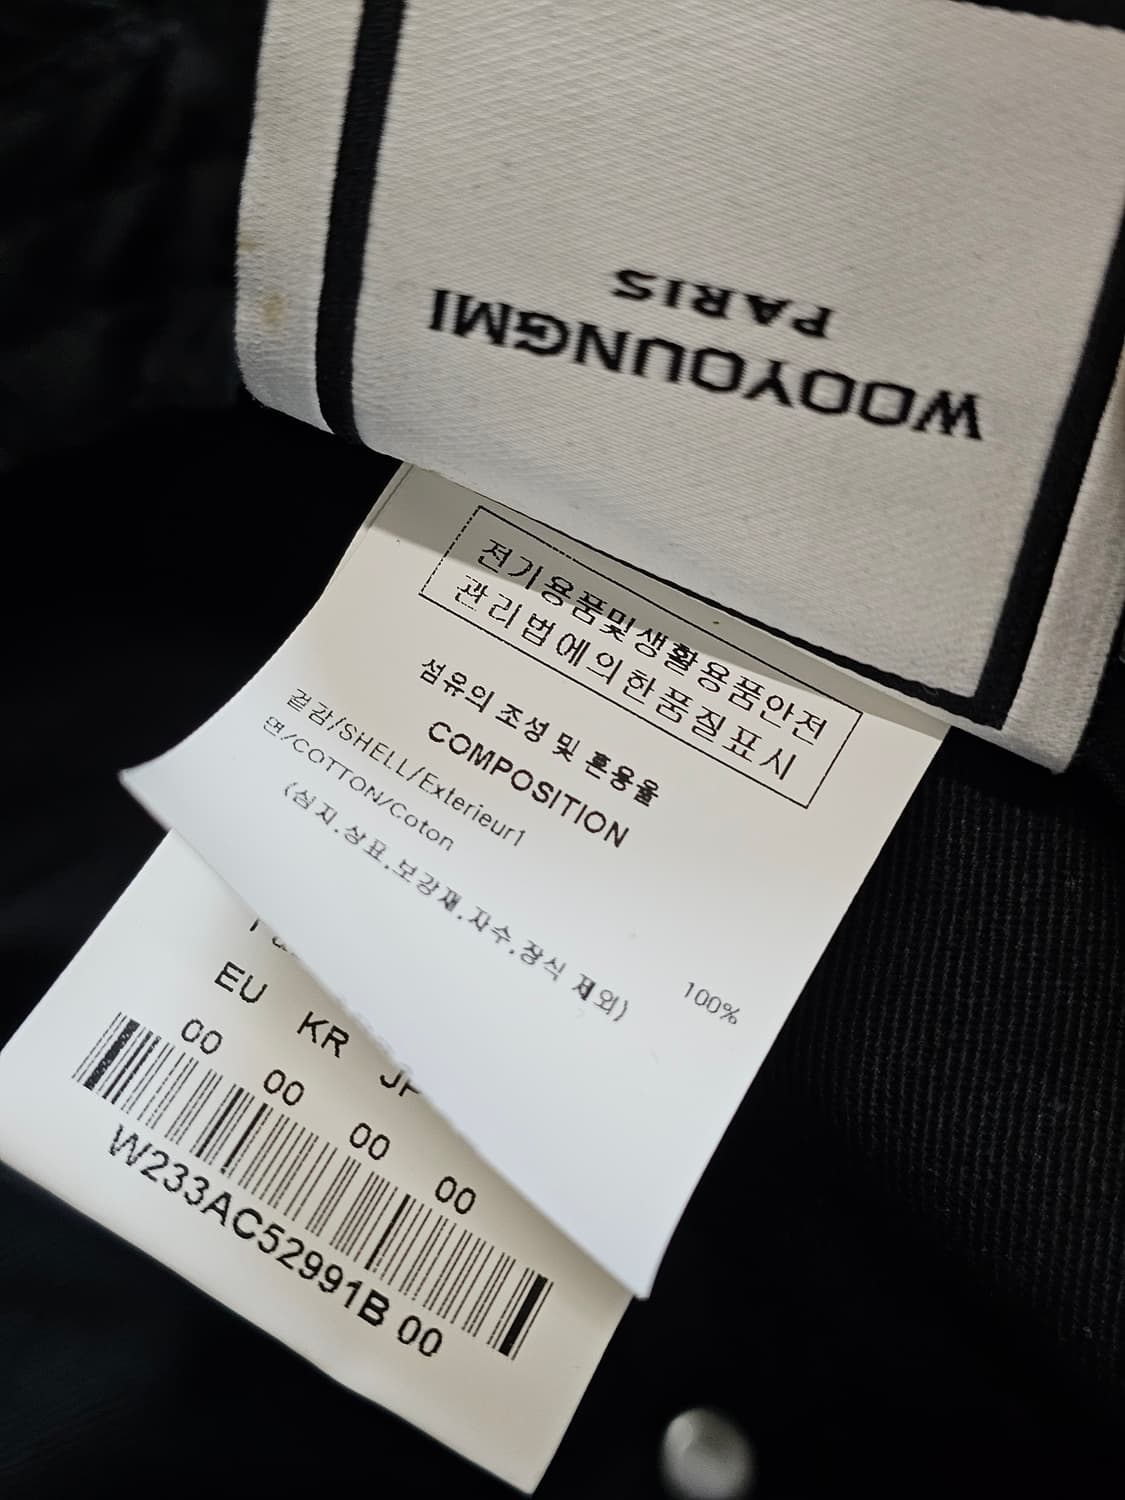 WOOYOUNGMI
PARIS
전기용품및생활용품안전
관리법에의한품질표시
섬유의 조성 및 혼용율
COMPOSITION
겉감/SHELL/Exterieur1
면/COTTON/Coton
100%
(심지.상표.보강재.자수.장식 제외)
EU KR JP
00 00 00 00
W233AC52991B 00